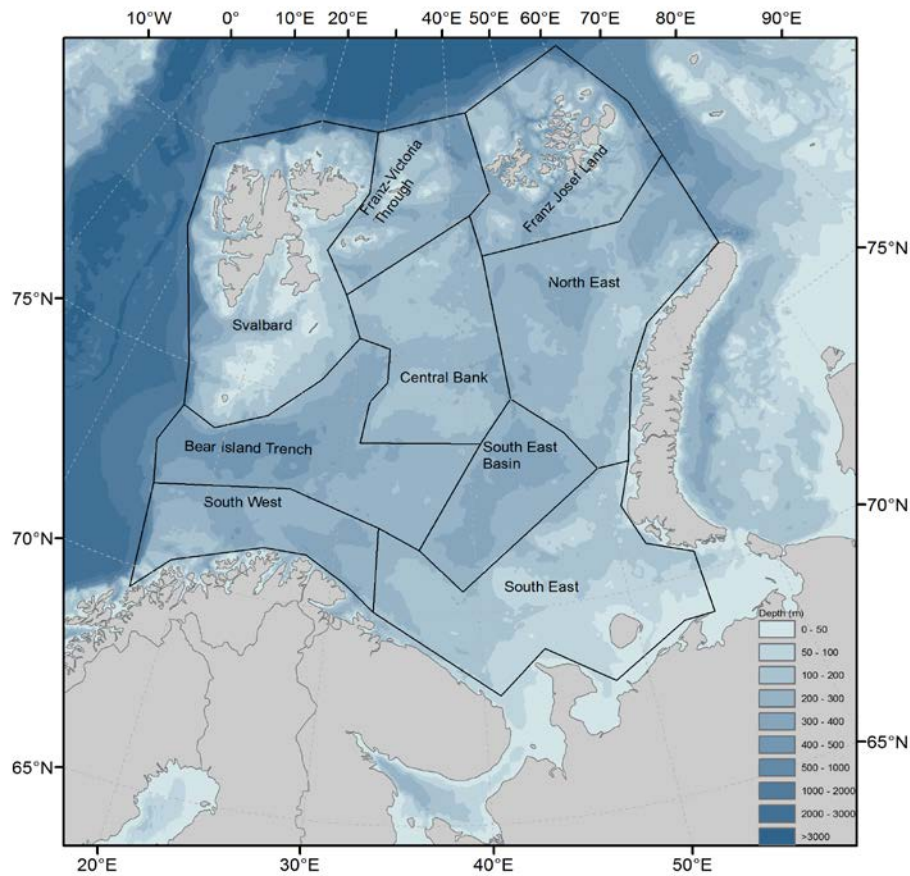 10°W 0° 10°E 20°E 40°E 50°E 60°E 70°E 80°E 90°E
Franz-Victoria
Through
Franz Josef Land
75°N
75°N
North East
Svalbard
Central Bank
Bear island Trench
South East
Basin
South West
70°N
70°N
South East
Depth (m)
0 - 50
50 - 100
100 - 200
200 - 300
300 - 400
400 - 500
500 - 1000
1000 - 2000
2000 - 3000
>3000
65°N
65°N
20°E 30°E 40°E 50°E